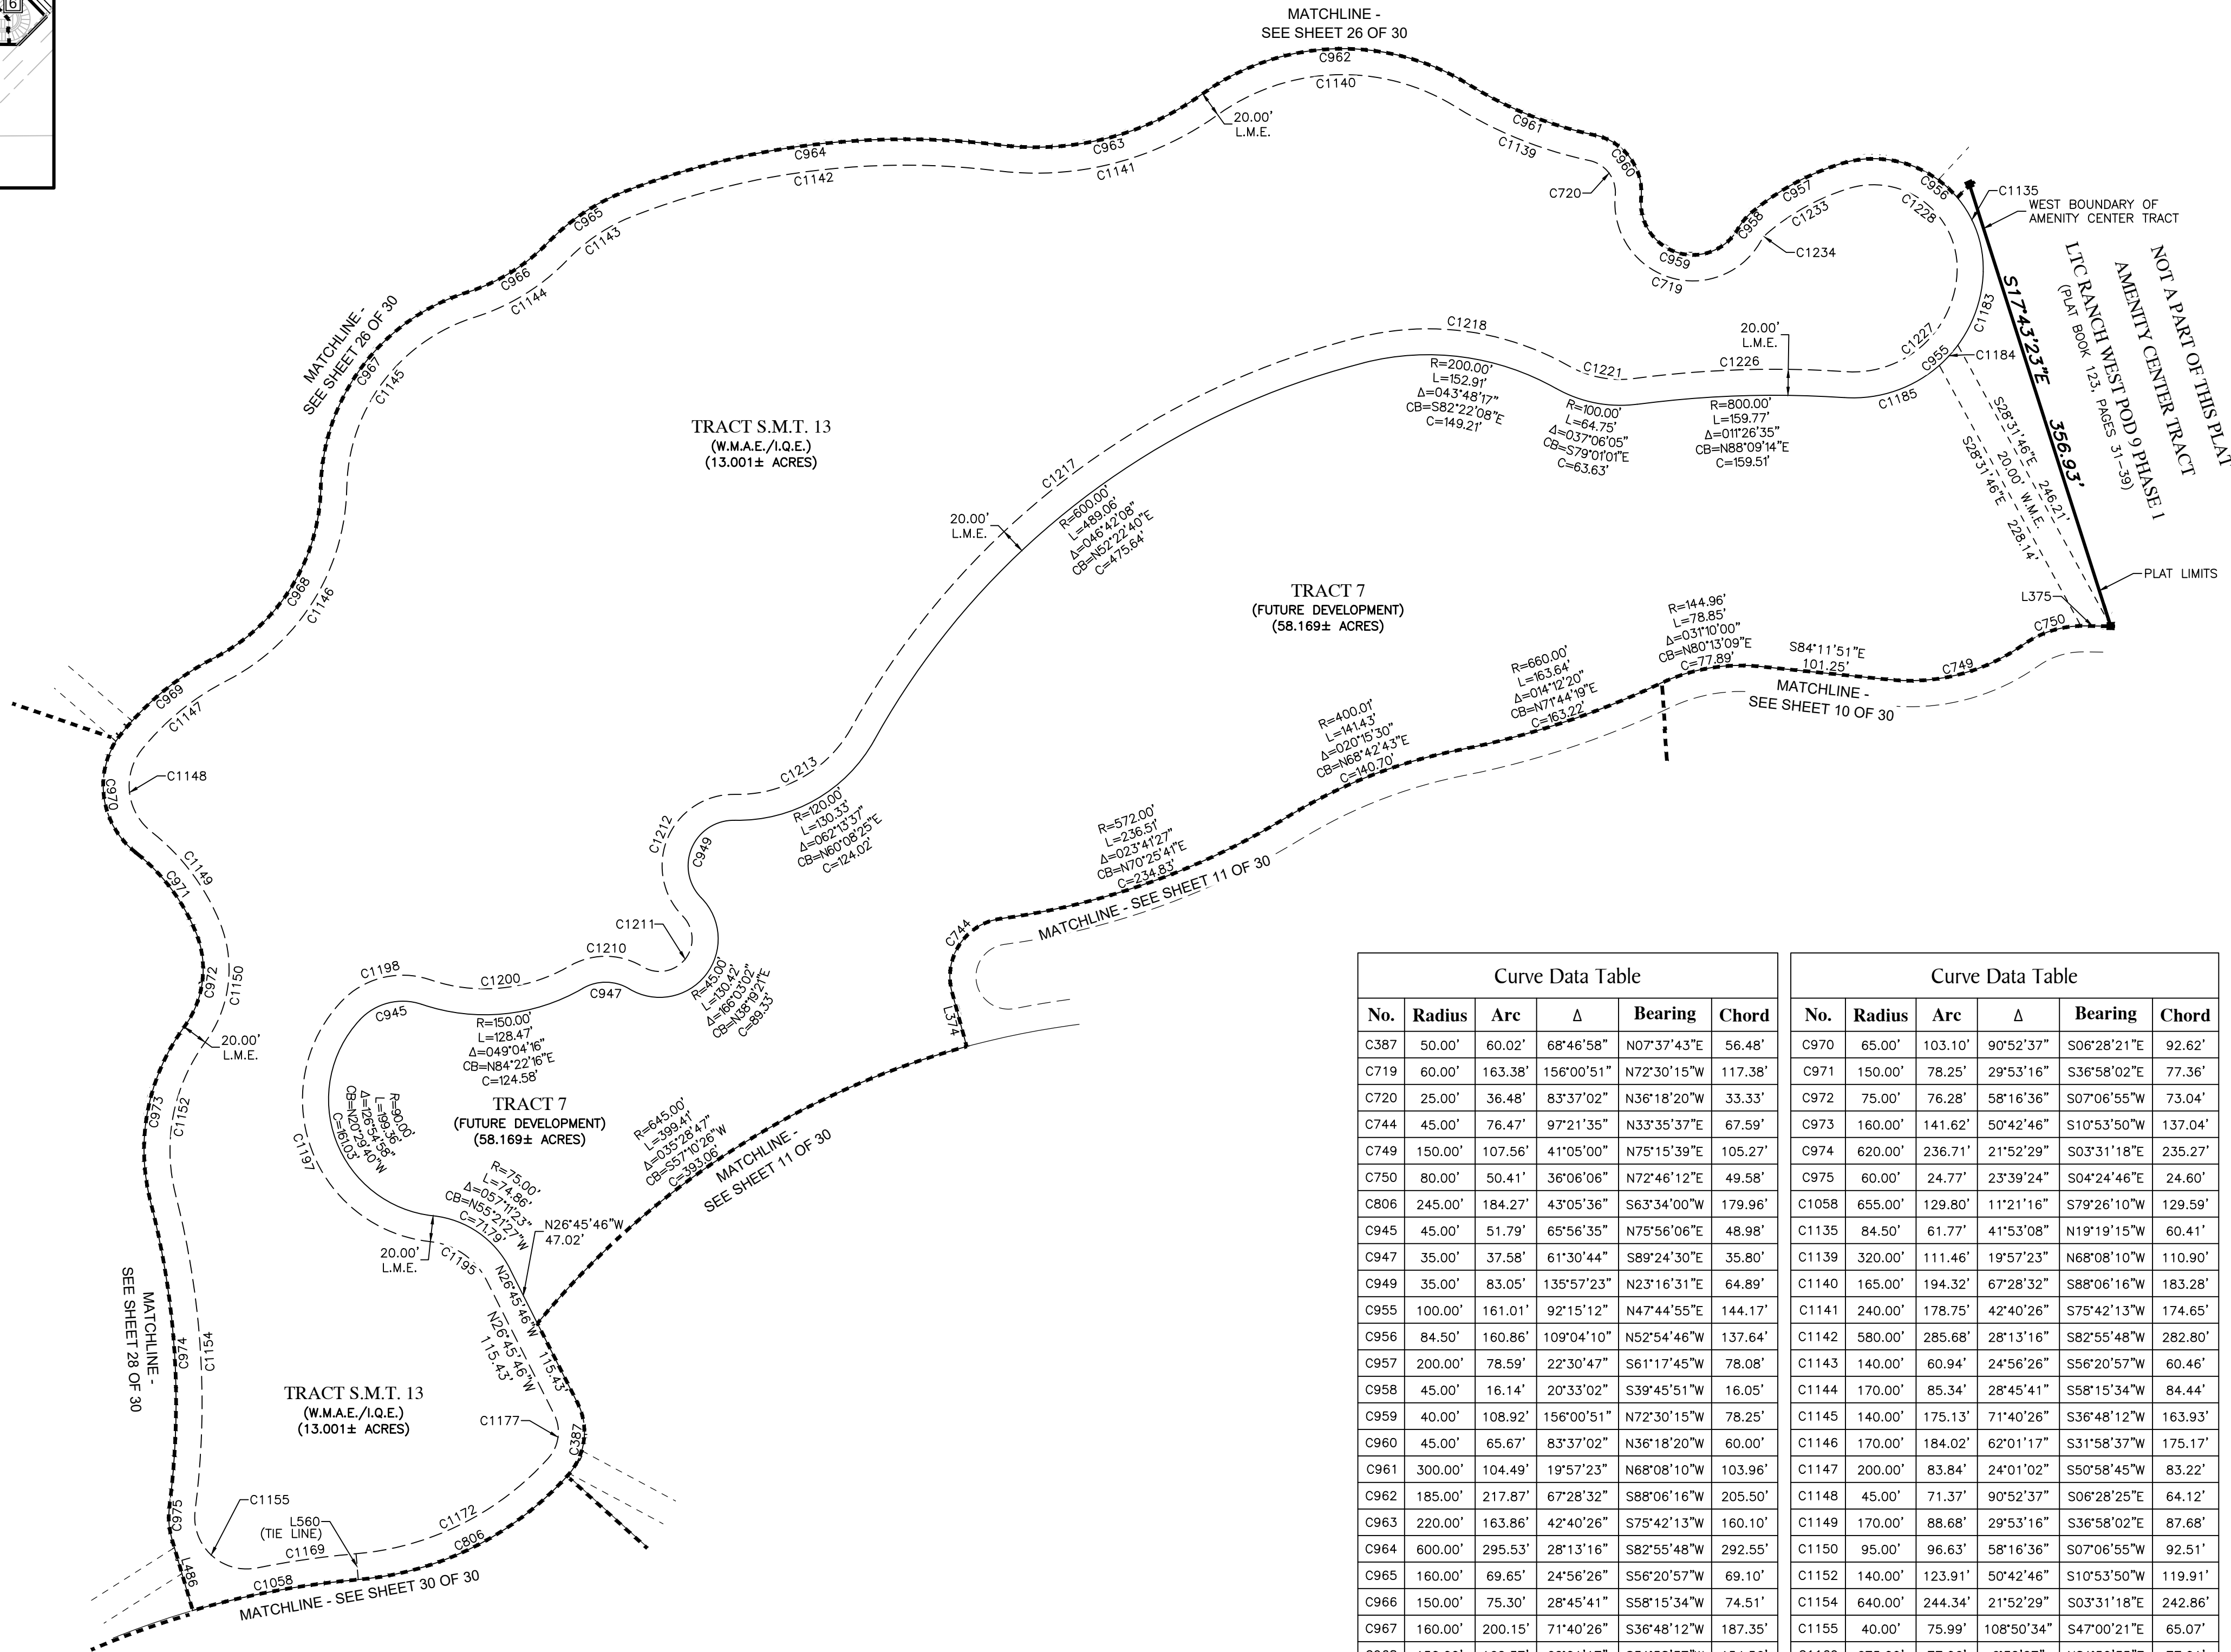 6
MATCHLINE -
SEE SHEET 26 OF 30
C962
C1140
20.00'
L.M.E.
C961
C1139
C960
C720
C964
C1142
C963
C1141
C965
C1143
C966
C1144
MATCHLINE -
SEE SHEET 26 OF 30
C967
C1145
C968
C1146
C969
C1147
C970
C1148
C971
C1149
C972
C1150
20.00'
L.M.E.
C973
C1152
C974
C1154
MATCHLINE -
SEE SHEET 28 OF 30
C975
C1155
L486
L560
(TIE LINE)
C1169
C1058
C1172
C806
MATCHLINE - SEE SHEET 30 OF 30
C1177
C387
C959
C719
C958
C1234
C957
C1233
C956
C1228
C1135
WEST BOUNDARY OF
AMENITY CENTER TRACT
NOT A PART OF THIS PLAT
AMENITY CENTER TRACT
LTC RANCH WEST POD 9 PHASE 1
(PLAT BOOK 123, PAGES 31-39)
S17°43'23"E 356.93'
C1183
C1184
C955
C1227
C1185
S28°31'46"E 246.21'
20.00' W.M.E.
S28°31'46"E 228.14'
PLAT LIMITS
L375
C750
C749
20.00'
L.M.E.
C1226
R=800.00'
L=159.77'
Δ=011°26'35"
CB=N88°09'14"E
C=159.51'
C1221
R=100.00'
L=64.75'
Δ=037°06'05"
CB=S79°01'01"E
C=63.63'
C1218
R=200.00'
L=152.91'
Δ=043°48'17"
CB=S82°22'08"E
C=149.21'
C1217
R=600.00'
L=489.06'
Δ=046°42'08"
CB=N52°22'40"E
C=475.64'
20.00'
L.M.E.
TRACT S.M.T. 13
(W.M.A.E./I.Q.E.)
(13.001± ACRES)
TRACT 7
(FUTURE DEVELOPMENT)
(58.169± ACRES)
R=144.96'
L=78.85'
Δ=031°10'00"
CB=N80°13'09"E
C=77.89'
S84°11'51"E
101.25'
MATCHLINE -
SEE SHEET 10 OF 30
R=660.00'
L=163.64'
Δ=014°12'20"
CB=N71°44'19"E
C=163.22'
R=400.01'
L=141.43'
Δ=020°15'30"
CB=N68°42'43"E
C=140.70'
R=572.00'
L=236.51'
Δ=023°41'27"
CB=N70°25'41"E
C=234.83'
MATCHLINE - SEE SHEET 11 OF 30
C744
L374
C1213
R=120.00'
L=130.33'
Δ=062°13'37"
CB=N60°08'25"E
C=124.02'
C1212
C949
C1211
R=45.00'
L=130.42'
Δ=166°03'02"
CB=N38°19'21"E
C=89.33'
C1210
C947
C1200
R=150.00'
L=128.47'
Δ=049°04'16"
CB=N84°22'16"E
C=124.58'
C1198
C945
C1197
R=90.00'
L=199.36'
Δ=126°54'58"
CB=N20°29'40"W
C=161.03'
TRACT 7
(FUTURE DEVELOPMENT)
(58.169± ACRES)
R=645.00'
L=399.41'
Δ=035°28'47"
CB=S57°10'26"W
C=393.06'
MATCHLINE -
SEE SHEET 11 OF 30
R=75.00'
L=74.86'
Δ=057°11'23"
CB=N55°21'27"W
C=71.79'
N26°45'46"W
47.02'
20.00'
L.M.E.
C1195
N26°45'46"W 115.43'
N26°45'46"W
115.43'
TRACT S.M.T. 13
(W.M.A.E./I.Q.E.)
(13.001± ACRES)
Curve Data Table
No. Radius Arc Δ Bearing Chord
C387 50.00' 60.02' 68°46'58" N07°37'43"E 56.48'
C719 60.00' 163.38' 156°00'51" N72°30'15"W 117.38'
C720 25.00' 36.48' 83°37'02" N36°18'20"W 33.33'
C744 45.00' 76.47' 97°21'35" N33°35'37"E 67.59'
C749 150.00' 107.56' 41°05'00" N75°15'39"E 105.27'
C750 80.00' 50.41' 36°06'06" N72°46'12"E 49.58'
C806 245.00' 184.27' 43°05'36" S63°34'00"W 179.96'
C945 45.00' 51.79' 65°56'35" N75°56'06"E 48.98'
C947 35.00' 37.58' 61°30'44" S89°24'30"E 35.80'
C949 35.00' 83.05' 135°57'23" N23°16'31"E 64.89'
C955 100.00' 161.01' 92°15'12" N47°44'55"E 144.17'
C956 84.50' 160.86' 109°04'10" N52°54'46"W 137.64'
C957 200.00' 78.59' 22°30'47" S61°17'45"W 78.08'
C958 45.00' 16.14' 20°33'02" S39°45'51"W 16.05'
C959 40.00' 108.92' 156°00'51" N72°30'15"W 78.25'
C960 45.00' 65.67' 83°37'02" N36°18'20"W 60.00'
C961 300.00' 104.49' 19°57'23" N68°08'10"W 103.96'
C962 185.00' 217.87' 67°28'32" S88°06'16"W 205.50'
C963 220.00' 163.86' 42°40'26" S75°42'13"W 160.10'
C964 600.00' 295.53' 28°13'16" S82°55'48"W 292.55'
C965 160.00' 69.65' 24°56'26" S56°20'57"W 69.10'
C966 150.00' 75.30' 28°45'41" S58°15'34"W 74.51'
C967 160.00' 200.15' 71°40'26" S36°48'12"W 187.35'
Curve Data Table
No. Radius Arc Δ Bearing Chord
C970 65.00' 103.10' 90°52'37" S06°28'21"E 92.62'
C971 150.00' 78.25' 29°53'16" S36°58'02"E 77.36'
C972 75.00' 76.28' 58°16'36" S07°06'55"W 73.04'
C973 160.00' 141.62' 50°42'46" S10°53'50"W 137.04'
C974 620.00' 236.71' 21°52'29" S03°31'18"E 235.27'
C975 60.00' 24.77' 23°39'24" S04°24'46"E 24.60'
C1058 655.00' 129.80' 11°21'16" S79°26'10"W 129.59'
C1135 84.50' 61.77' 41°53'08" N19°19'15"W 60.41'
C1139 320.00' 111.46' 19°57'23" N68°08'10"W 110.90'
C1140 165.00' 194.32' 67°28'32" S88°06'16"W 183.28'
C1141 240.00' 178.75' 42°40'26" S75°42'13"W 174.65'
C1142 580.00' 285.68' 28°13'16" S82°55'48"W 282.80'
C1143 140.00' 60.94' 24°56'26" S56°20'57"W 60.46'
C1144 170.00' 85.34' 28°45'41" S58°15'34"W 84.44'
C1145 140.00' 175.13' 71°40'26" S36°48'12"W 163.93'
C1146 170.00' 184.02' 62°01'17" S31°58'37"W 175.17'
C1147 200.00' 83.84' 24°01'02" S50°58'45"W 83.22'
C1148 45.00' 71.37' 90°52'37" S06°28'25"E 64.12'
C1149 170.00' 88.68' 29°53'16" S36°58'02"E 87.68'
C1150 95.00' 96.63' 58°16'36" S07°06'55"W 92.51'
C1152 140.00' 123.91' 50°42'46" S10°53'50"W 119.91'
C1154 640.00' 244.34' 21°52'29" S03°31'18"E 242.86'
C1155 40.00' 75.99' 108°50'34" S47°00'21"E 65.07'